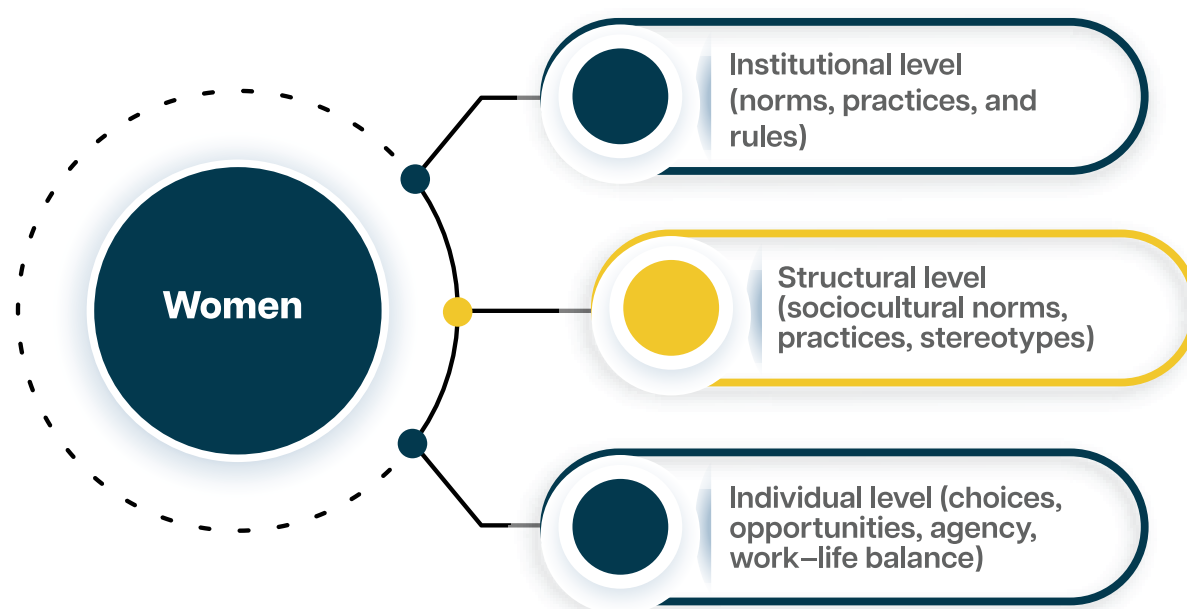 Women
Institutional level
(norms, practices, and
rules)
Structural level
(sociocultural norms,
practices, stereotypes)
Individual level (choices,
opportunities, agency,
work–life balance)